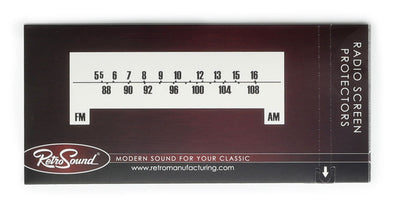 55 6 7 8 9 10 12 13 14 15 16
88 90 92 96 100 104 108
FM AM
RetroSound®
MODERN SOUND FOR YOUR CLASSIC
www.retromanufacturing.com
RADIO SCREEN
PROTECTORS